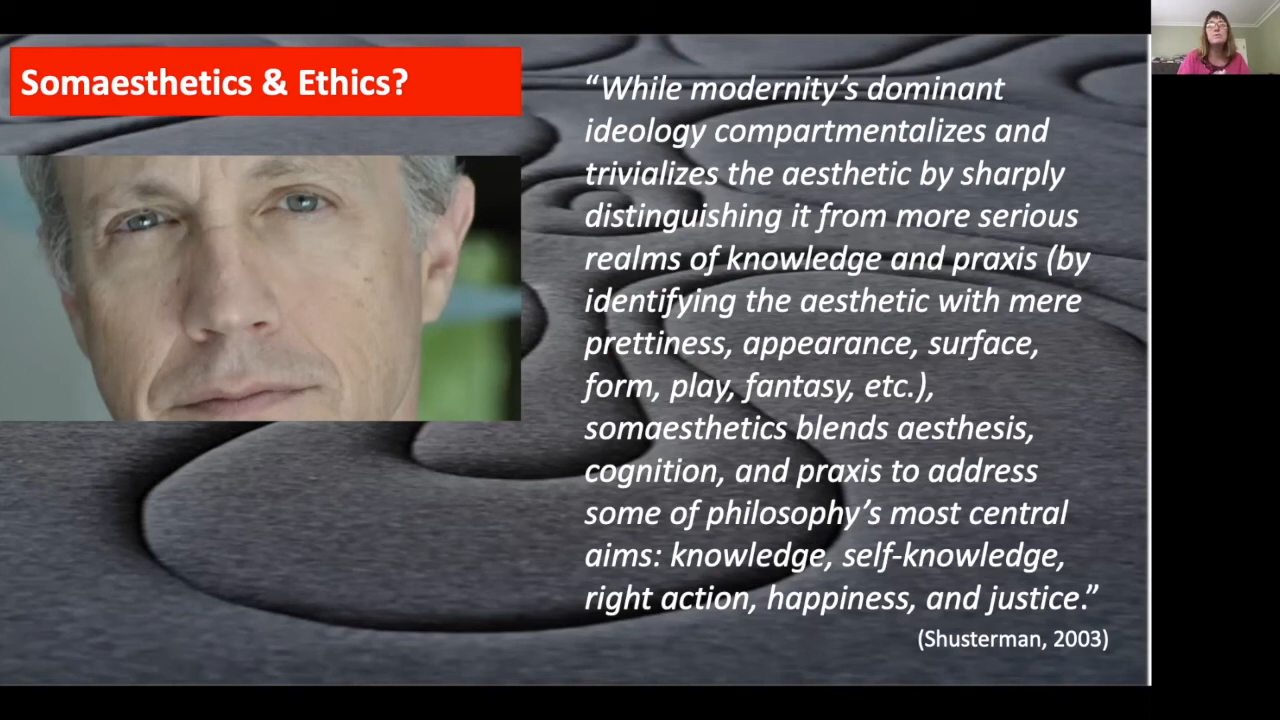 Somaesthetics & Ethics?
“While modernity’s dominant
ideology compartmentalizes and
trivializes the aesthetic by sharply
distinguishing it from more serious
realms of knowledge and praxis (by
identifying the aesthetic with mere
prettiness, appearance, surface,
form, play, fantasy, etc.),
somaesthetics blends aesthesis,
cognition, and praxis to address
some of philosophy’s most central
aims: knowledge, self-knowledge,
right action, happiness, and justice.”
(Shusterman, 2003)